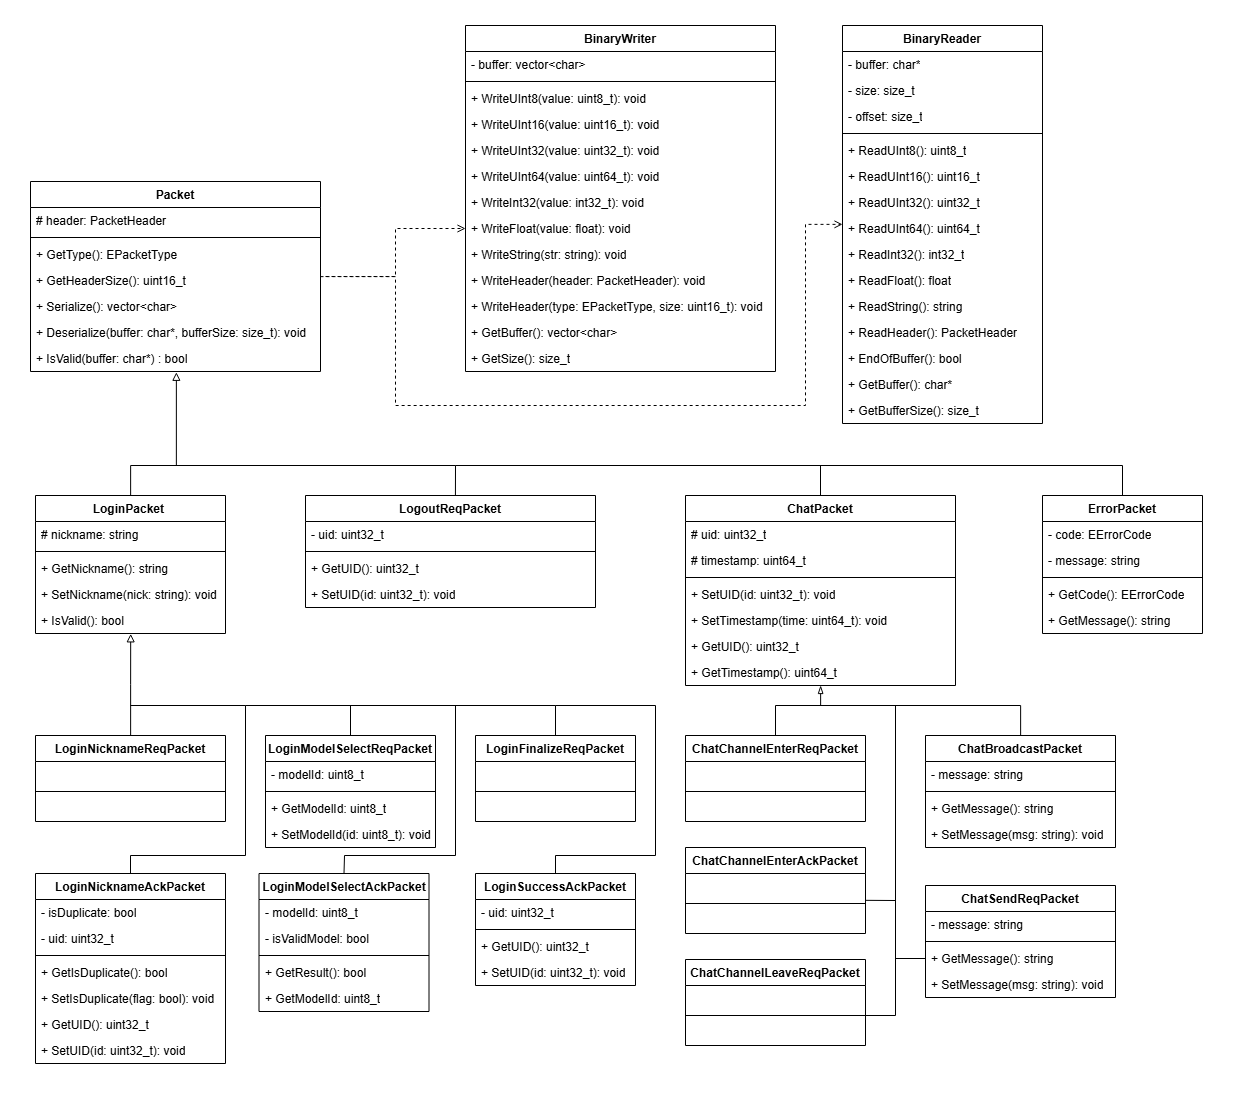 BinaryWriter
- buffer: vector<char>
+ WriteUInt8(value: uint8_t): void
+ WriteUInt16(value: uint16_t): void
+ WriteUInt32(value: uint32_t): void
+ WriteUInt64(value: uint64_t): void
+ WriteInt32(value: int32_t): void
+ WriteFloat(value: float): void
+ WriteString(str: string): void
+ WriteHeader(header: PacketHeader): void
+ WriteHeader(type: EPacketType, size: uint16_t): void
+ GetBuffer(): vector<char>
+ GetSize(): size_t
BinaryReader
- buffer: char*
- size: size_t
- offset: size_t
+ ReadUInt8(): uint8_t
+ ReadUInt16(): uint16_t
+ ReadUInt32(): uint32_t
+ ReadUInt64(): uint64_t
+ ReadInt32(): int32_t
+ ReadFloat(): float
+ ReadString(): string
+ ReadHeader(): PacketHeader
+ EndOfBuffer(): bool
+ GetBuffer(): char*
+ GetBufferSize(): size_t
Packet
# header: PacketHeader
+ GetType(): EPacketType
+ GetHeaderSize(): uint16_t
+ Serialize(): vector<char>
+ Deserialize(buffer: char*, bufferSize: size_t): void
+ IsValid(buffer: char*) : bool
LoginPacket
# nickname: string
+ GetNickname(): string
+ SetNickname(nick: string): void
+ IsValid(): bool
LogoutReqPacket
- uid: uint32_t
+ GetUID(): uint32_t
+ SetUID(id: uint32_t): void
ChatPacket
# uid: uint32_t
# timestamp: uint64_t
+ SetUID(id: uint32_t): void
+ SetTimestamp(time: uint64_t): void
+ GetUID(): uint32_t
+ GetTimestamp(): uint64_t
ErrorPacket
- code: EErrorCode
- message: string
+ GetCode(): EErrorCode
+ GetMessage(): string
LoginNicknameReqPacket
LoginModelSelectReqPacket
- modelId: uint8_t
+ GetModelId: uint8_t
+ SetModelId(id: uint8_t): void
LoginFinalizeReqPacket
ChatChannelEnterReqPacket
ChatBroadcastPacket
- message: string
+ GetMessage(): string
+ SetMessage(msg: string): void
LoginNicknameAckPacket
- isDuplicate: bool
- uid: uint32_t
+ GetIsDuplicate(): bool
+ SetIsDuplicate(flag: bool): void
+ GetUID(): uint32_t
+ SetUID(id: uint32_t): void
LoginModelSelectAckPacket
- modelId: uint8_t
- isValidModel: bool
+ GetResult(): bool
+ GetModelId: uint8_t
LoginSuccessAckPacket
- uid: uint32_t
+ GetUID(): uint32_t
+ SetUID(id: uint32_t): void
ChatChannelEnterAckPacket
ChatSendReqPacket
- message: string
+ GetMessage(): string
+ SetMessage(msg: string): void
ChatChannelLeaveReqPacket